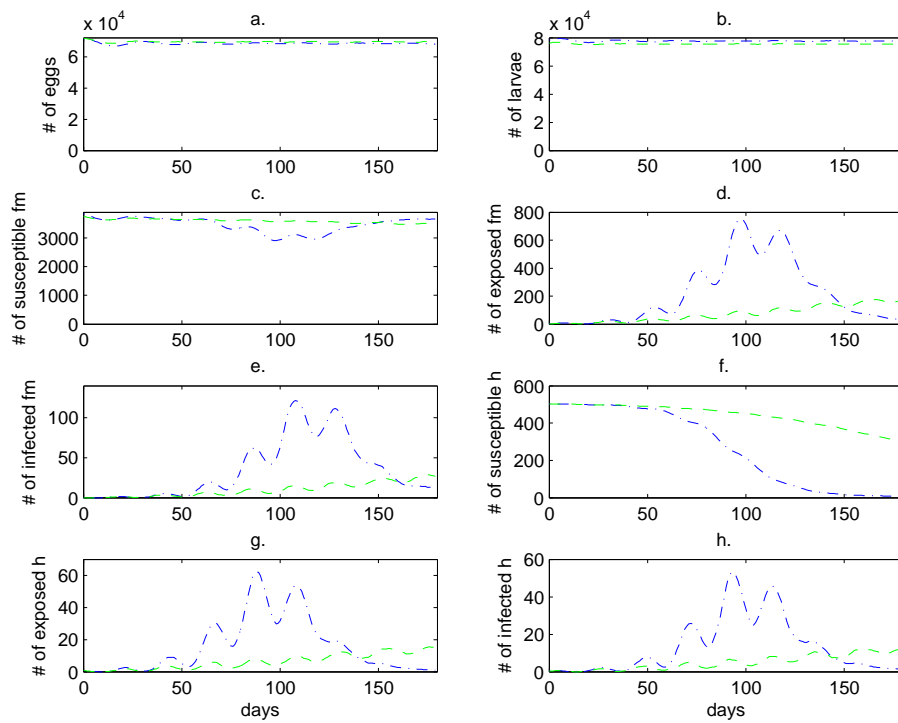 a.
x 10^4
# of eggs
6
4
2
0
0 50 100 150
b.
x 10^4
# of larvae
8
6
4
2
0
0 50 100 150
c.
# of susceptible fm
3000
2000
1000
0
0 50 100 150
d.
# of exposed fm
800
600
400
200
0
0 50 100 150
e.
# of infected fm
100
50
0
0 50 100 150
f.
# of susceptible h
600
400
200
0
0 50 100 150
g.
# of exposed h
60
40
20
0
0 50 100 150
days
h.
# of infected h
60
40
20
0
0 50 100 150
days